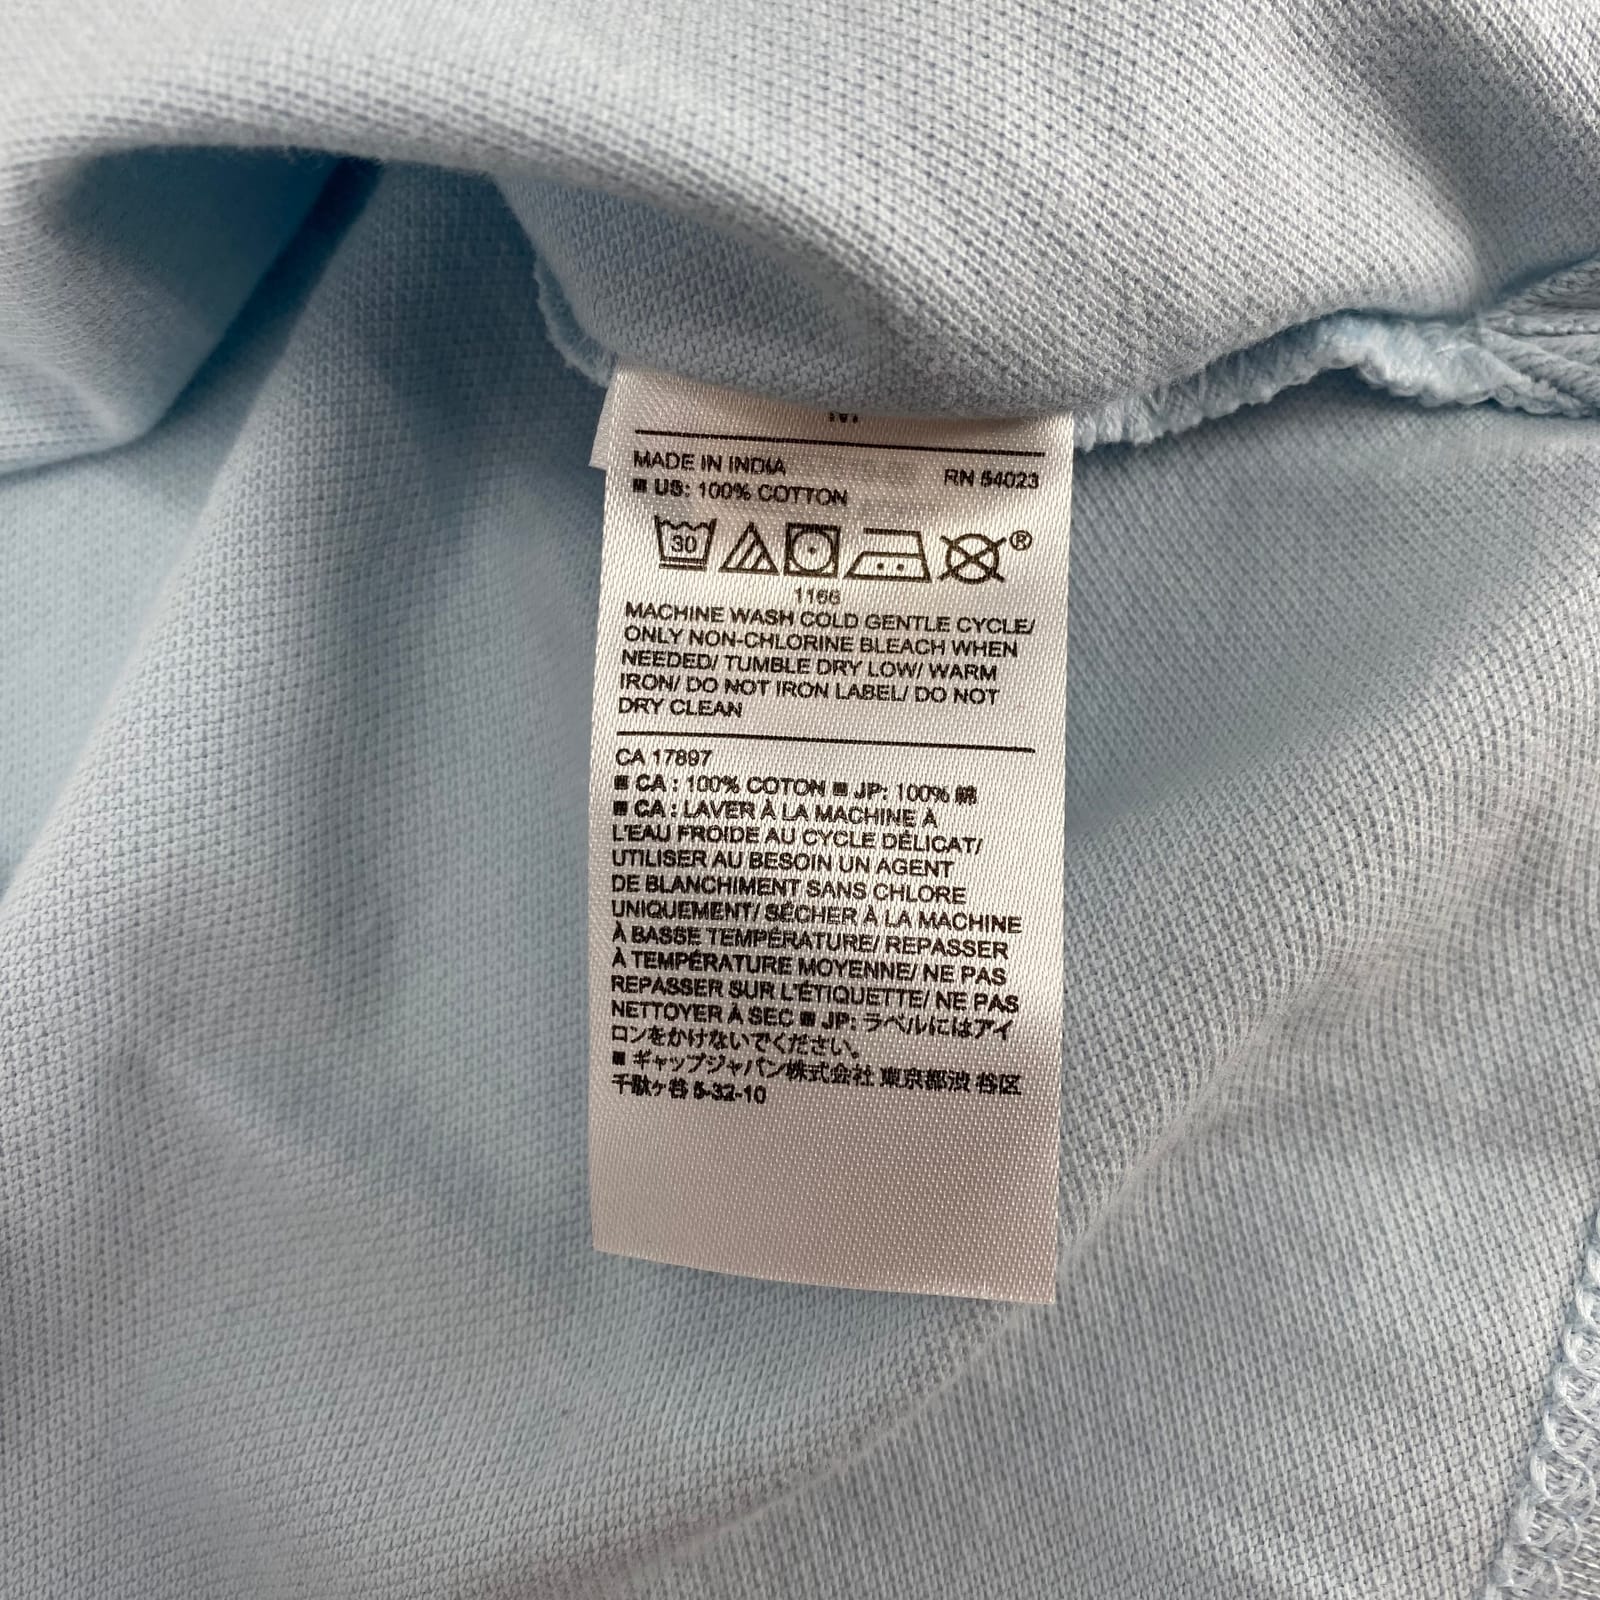 MADE IN INDIA RN 54023
■ US: 100% COTTON
30 ®
1166
MACHINE WASH COLD GENTLE CYCLE/
ONLY NON-CHLORINE BLEACH WHEN
NEEDED/ TUMBLE DRY LOW/ WARM
IRON/ DO NOT IRON LABEL/ DO NOT
DRY CLEAN
CA 17897
■ CA : 100% COTON ■ JP: 100% 綿
■ CA : LAVER À LA MACHINE À
L'EAU FROIDE AU CYCLE DÉLICAT/
UTILISER AU BESOIN UN AGENT
DE BLANCHIMENT SANS CHLORE
UNIQUEMENT/ SÉCHER À LA MACHINE
À BASSE TEMPÉRATURE/ REPASSER
À TEMPÉRATURE MOYENNE/ NE PAS
REPASSER SUR L'ÉTIQUETTE/ NE PAS
NETTOYER À SEC ■ JP: ラベルにはアイ
ロンをかけないでください。
■ ギャップジャパン株式会社 東京都渋谷区
千駄ヶ谷 5-32-10